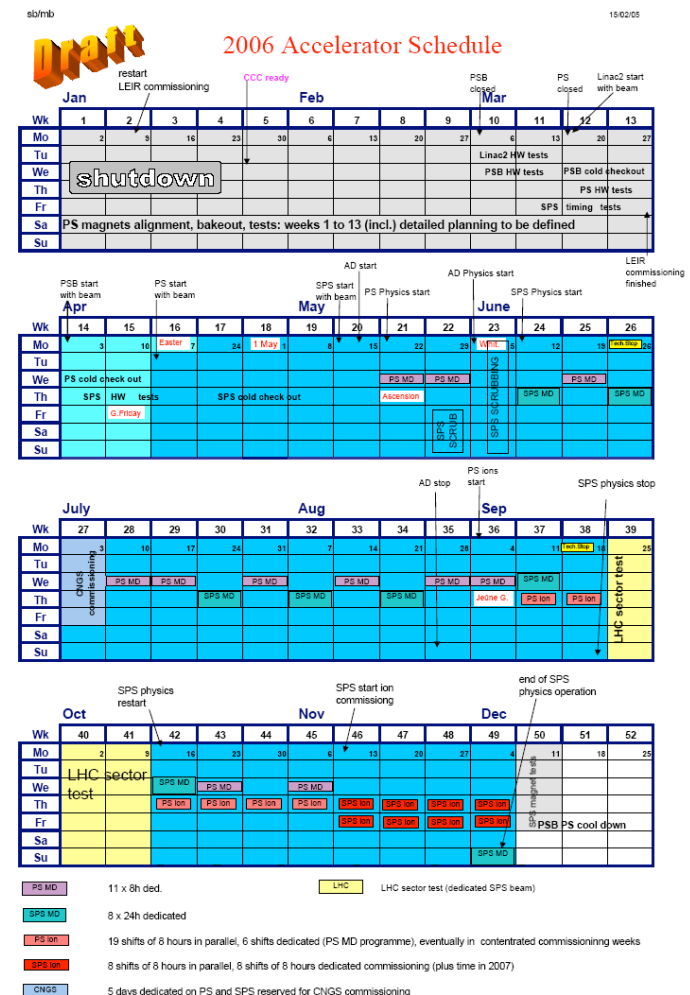 sb/mb 15/02/05
Draft
2006 Accelerator Schedule
restart
LEIR commissioning
CCC ready
PSB
closed
PS
closed
Linac2 start
with beam
Jan Feb Mar
Wk 1 2 3 4 5 6 7 8 9 10 11 12 13
Mo 2 9 16 23 30 6 13 20 27 6 13 20 27
Tu Linac2 HW tests
We PSB HW tests PSB cold checkout
shutdown
Th PS HW tests
Fr SPS timing tests
Sa PS magnets alignment, bakeout, tests: weeks 1 to 13 (incl.) detailed planning to be defined
Su
LEIR
commissioning
finished
PSB start
with beam
PS start
with beam
SPS start
with beam
AD start
PS Physics start
AD Physics start
SPS Physics start
Apr May June
Wk 14 15 16 17 18 19 20 21 22 23 24 25 26
Mo 3 10 Easter 7 24 1 May 1 8 15 22 29 Whit. 5 12 19 Tech.Stop 26
Tu
We PS cold check out PS MD PS MD PS MD
Th SPS HW tests SPS cold check out Ascension SPS MD SPS MD
Fr G.Friday
Sa
Su
SPS SCRUB
SPS SCRUBBING
AD stop
PS ions
start
SPS physics stop
July Aug Sep
Wk 27 28 29 30 31 32 33 34 35 36 37 38 39
Mo 3 10 17 24 31 7 14 21 28 4 11 Tech.Stop 18 25
Tu
We PS MD PS MD PS MD PS MD PS MD PS MD SPS MD
Th SPS MD SPS MD SPS MD Jeûne G. PS Ion PS Ion
Fr
Sa
Su
CNGS
commissioning
LHC sector test
SPS physics
restart
SPS start ion
commissiong
end of SPS
physics operation
Oct Nov Dec
Wk 40 41 42 43 44 45 46 47 48 49 50 51 52
Mo 2 9 16 23 30 6 13 20 27 4 11 18 25
Tu
LHC sector
test
We SPS MD PS MD PS MD
Th PS Ion PS Ion PS Ion PS Ion SPS Ion SPS Ion SPS Ion SPS Ion
Fr SPS Ion SPS Ion SPS Ion SPS Ion PSB PS cool down
Sa
Su SPS MD
SPS magnet tests
PS MD 11 x 8h ded. LHC LHC sector test (dedicated SPS beam)
SPS MD 8 x 24h dedicated
PS Ion 19 shifts of 8 hours in parallel, 6 shifts dedicated (PS MD programme), eventually in contentrated commissioninng weeks
SPS Ion 8 shifts of 8 hours in parallel, 8 shifts of 8 hours dedicated commissioning (plus time in 2007)
CNGS 5 days dedicated on PS and SPS reserved for CNGS commissioning